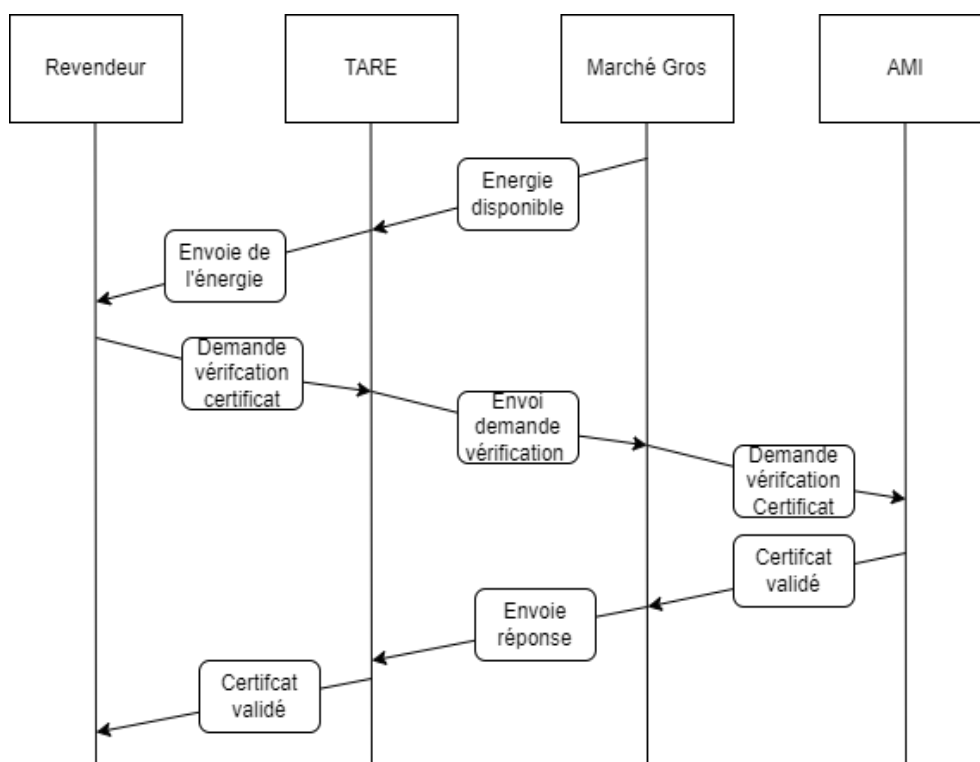 Revendeur
TARE
Marché Gros
AMI
Energie
disponible
Envoie de
l'énergie
Demande
vérifcation
certificat
Envoi
demande
vérification
Demande
vérifcation
Certificat
Certifcat
validé
Envoie
réponse
Certifcat
validé